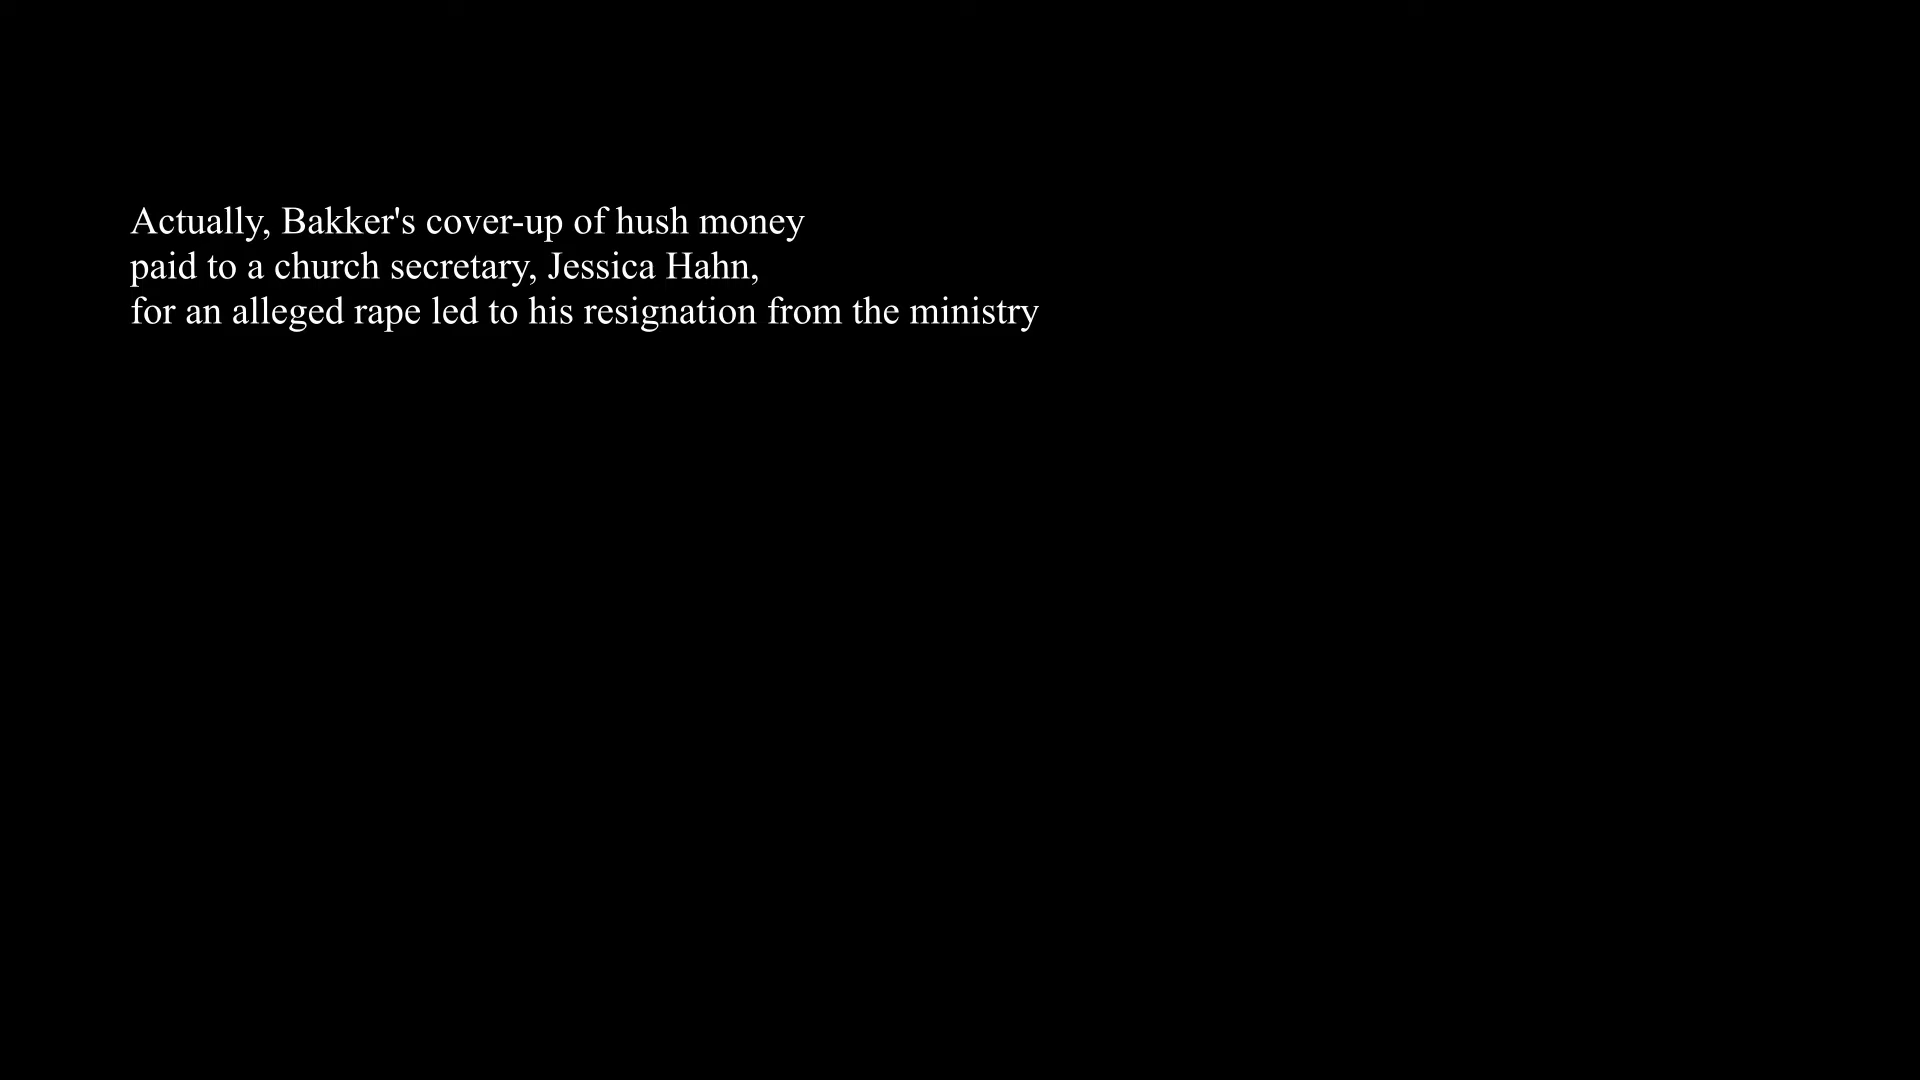 Actually, Bakker's cover-up of hush money
paid to a church secretary, Jessica Hahn,
for an alleged rape led to his resignation from the ministry